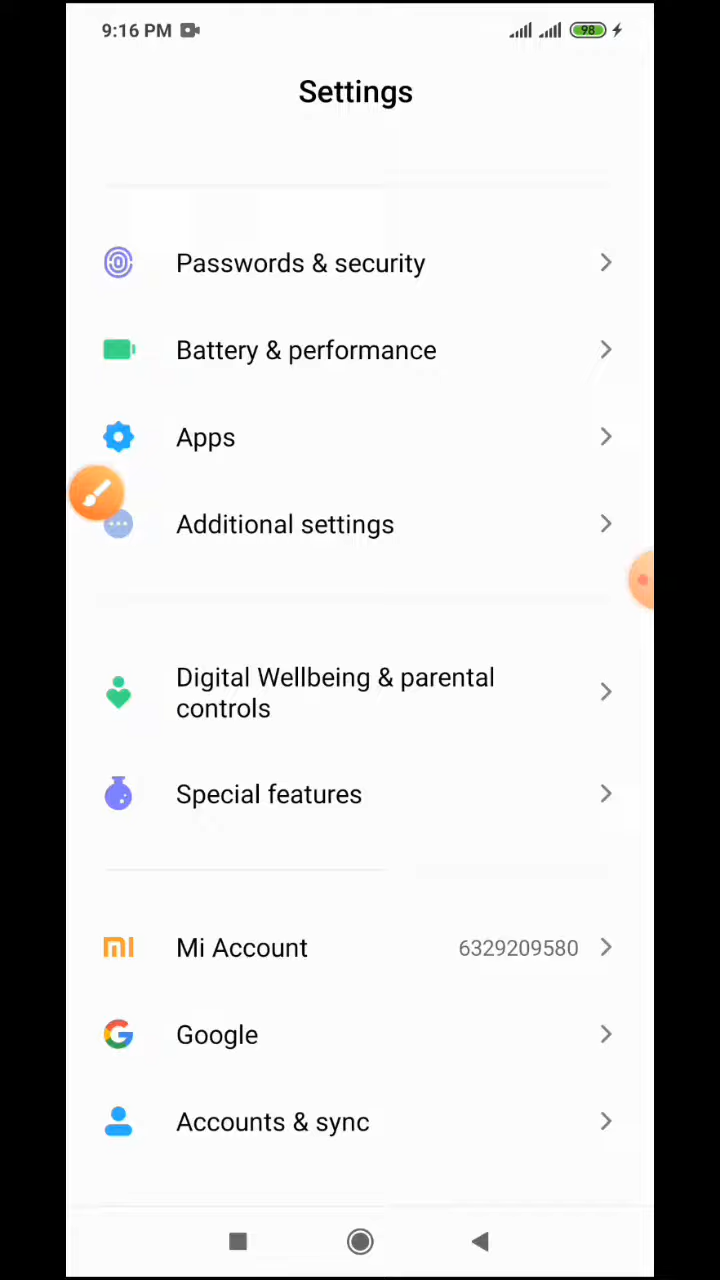 9:16 PM
98
Settings
Passwords & security
Battery & performance
Apps
Additional settings
Digital Wellbeing & parental
controls
Special features
mi Mi Account 6329209580
G Google
Accounts & sync